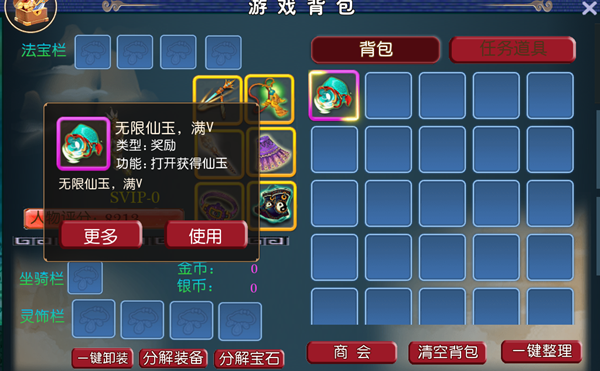 游戏背包
法宝栏
背包
任务道具
无限仙玉，满V
类型：奖励
功能：打开获得仙玉
无限仙玉，满V
SVIP-0
更多
使用
坐骑栏
金币：0
银币：0
灵饰栏
一键卸装
分解装备
分解宝石
商会
清空背包
一键整理